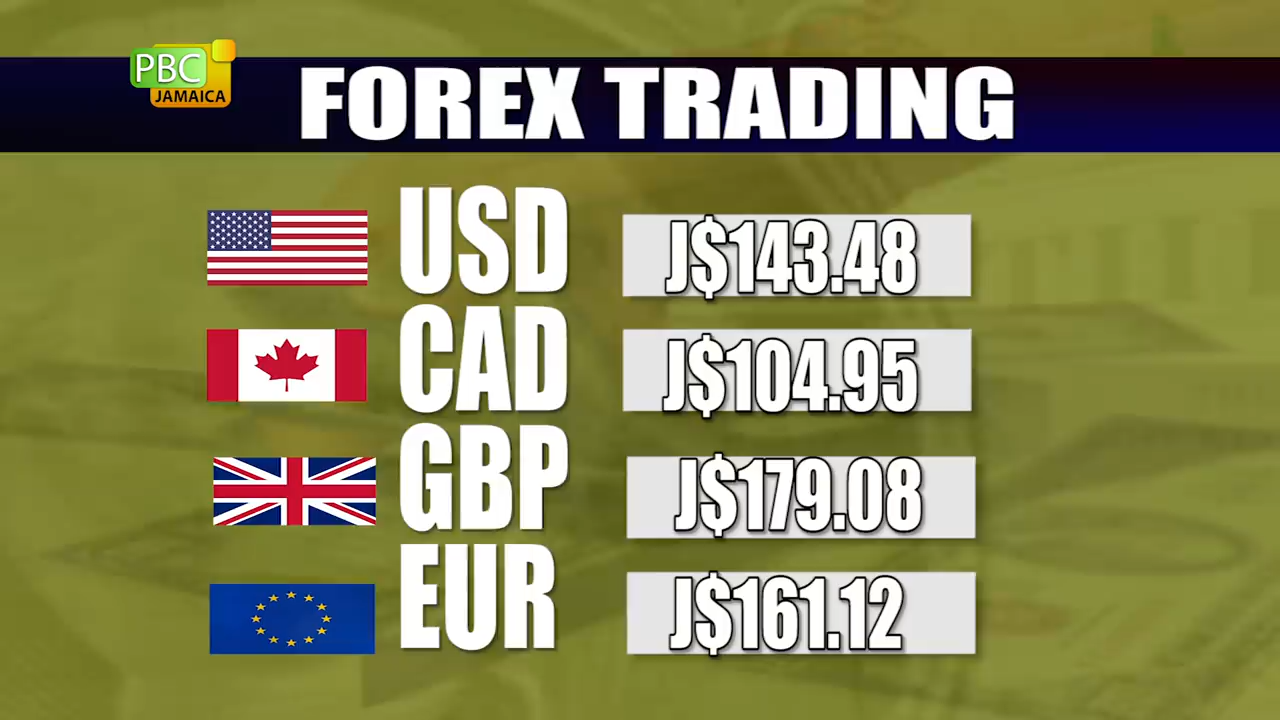 PBC
JAMAICA
FOREX TRADING
USD J$143.48
CAD J$104.95
GBP J$179.08
EUR J$161.12